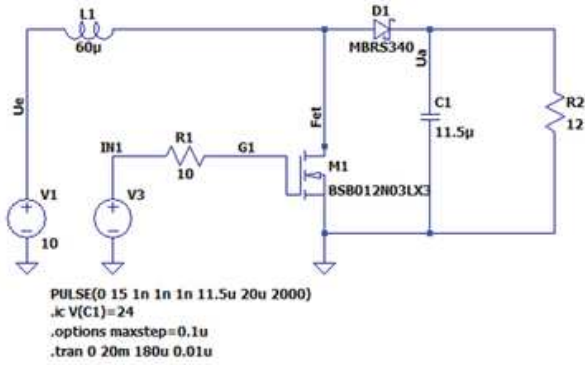 L1
60µ
D1
MBRS340
Ue
Fet
Ua
C1
11.5µ
R2
12
IN1
R1
10
G1
M1
BSB012N03LX3
V1
10
V3
PULSE(0 15 1n 1n 1n 11.5u 20u 2000)
.ic V(C1)=24
.options maxstep=0.1u
.tran 0 20m 180u 0.01u